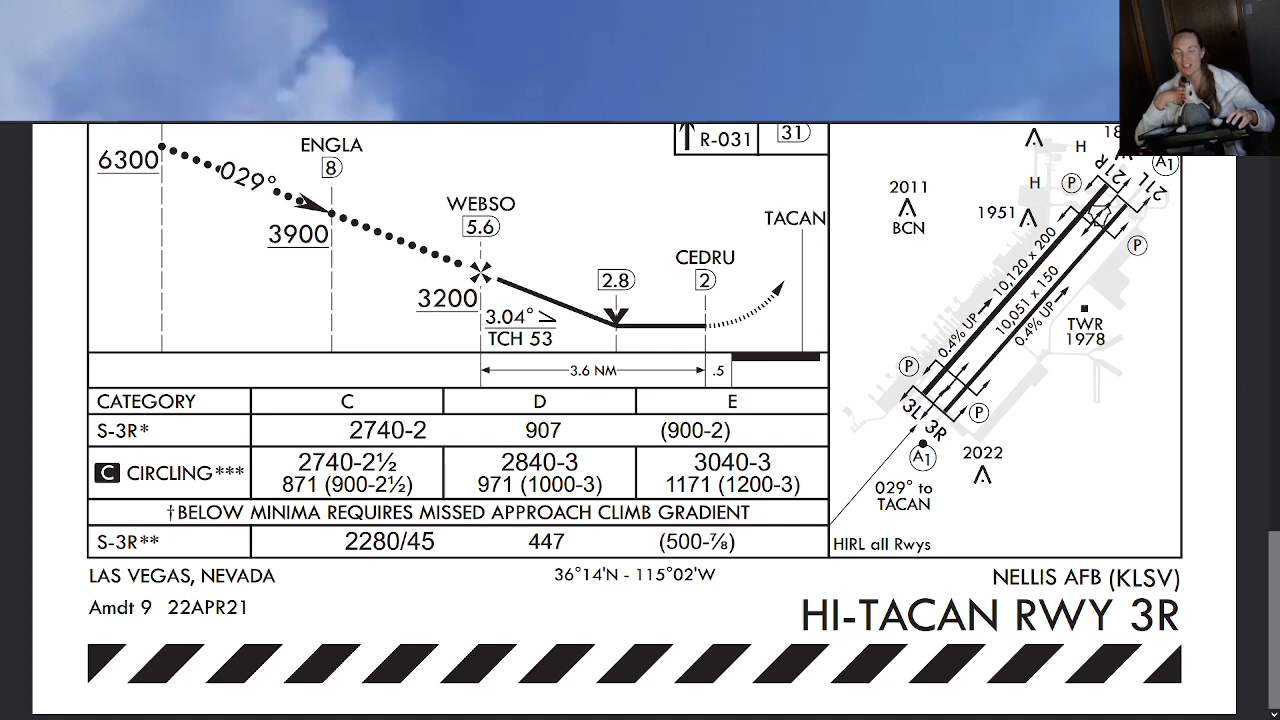 R-031
31
6300
029°
ENGLA
8
3900
WEBSO
5.6
3200
3.04°
TCH 53
2.8
CEDRU
2
TACAN
3.6 NM
.5
CATEGORY C D E
S-3R* 2740-2 907 (900-2)
C CIRCLING*** 2740-2½ 2840-3 3040-3
871 (900-2½) 971 (1000-3) 1171 (1200-3)
†BELOW MINIMA REQUIRES MISSED APPROACH CLIMB GRADIENT
S-3R** 2280/45 447 (500-⅞)
H
H
P
21R
21L
A1
2011
BCN
1951
P
10,120 x 200
10,051 x 150
0.4% UP
0.4% UP
TWR
1978
P
P
3L
3R
A1
2022
029° to
TACAN
HIRL all Rwys
LAS VEGAS, NEVADA 36°14'N - 115°02'W NELLIS AFB (KLSV)
Amdt 9 22APR21 HI-TACAN RWY 3R